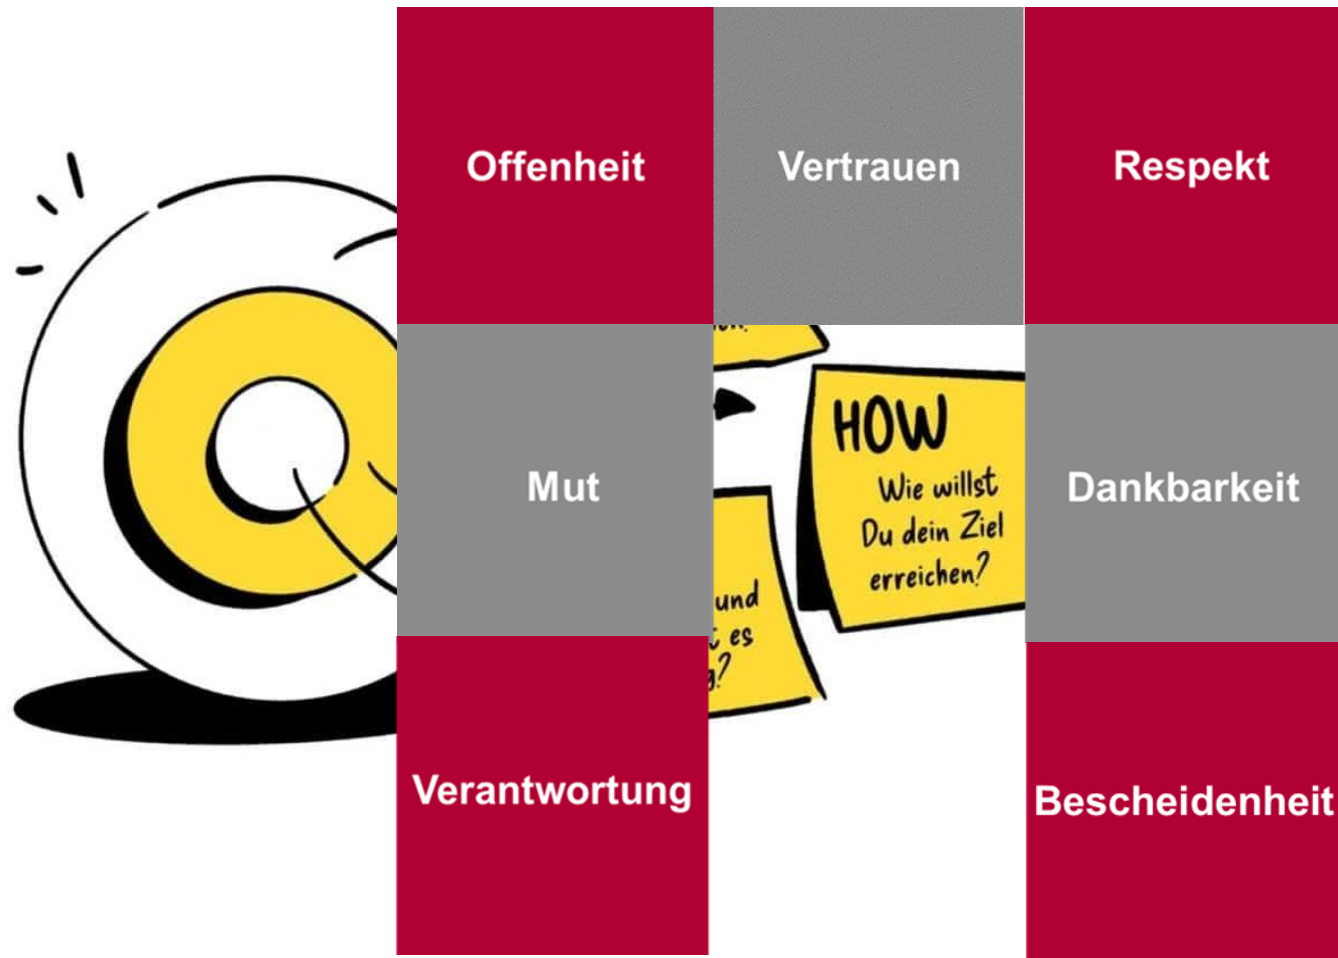 Offenheit
Vertrauen
Respekt
Mut
HOW
Wie willst
Du dein Ziel
erreichen?
Dankbarkeit
und
es
Verantwortung
Bescheidenheit